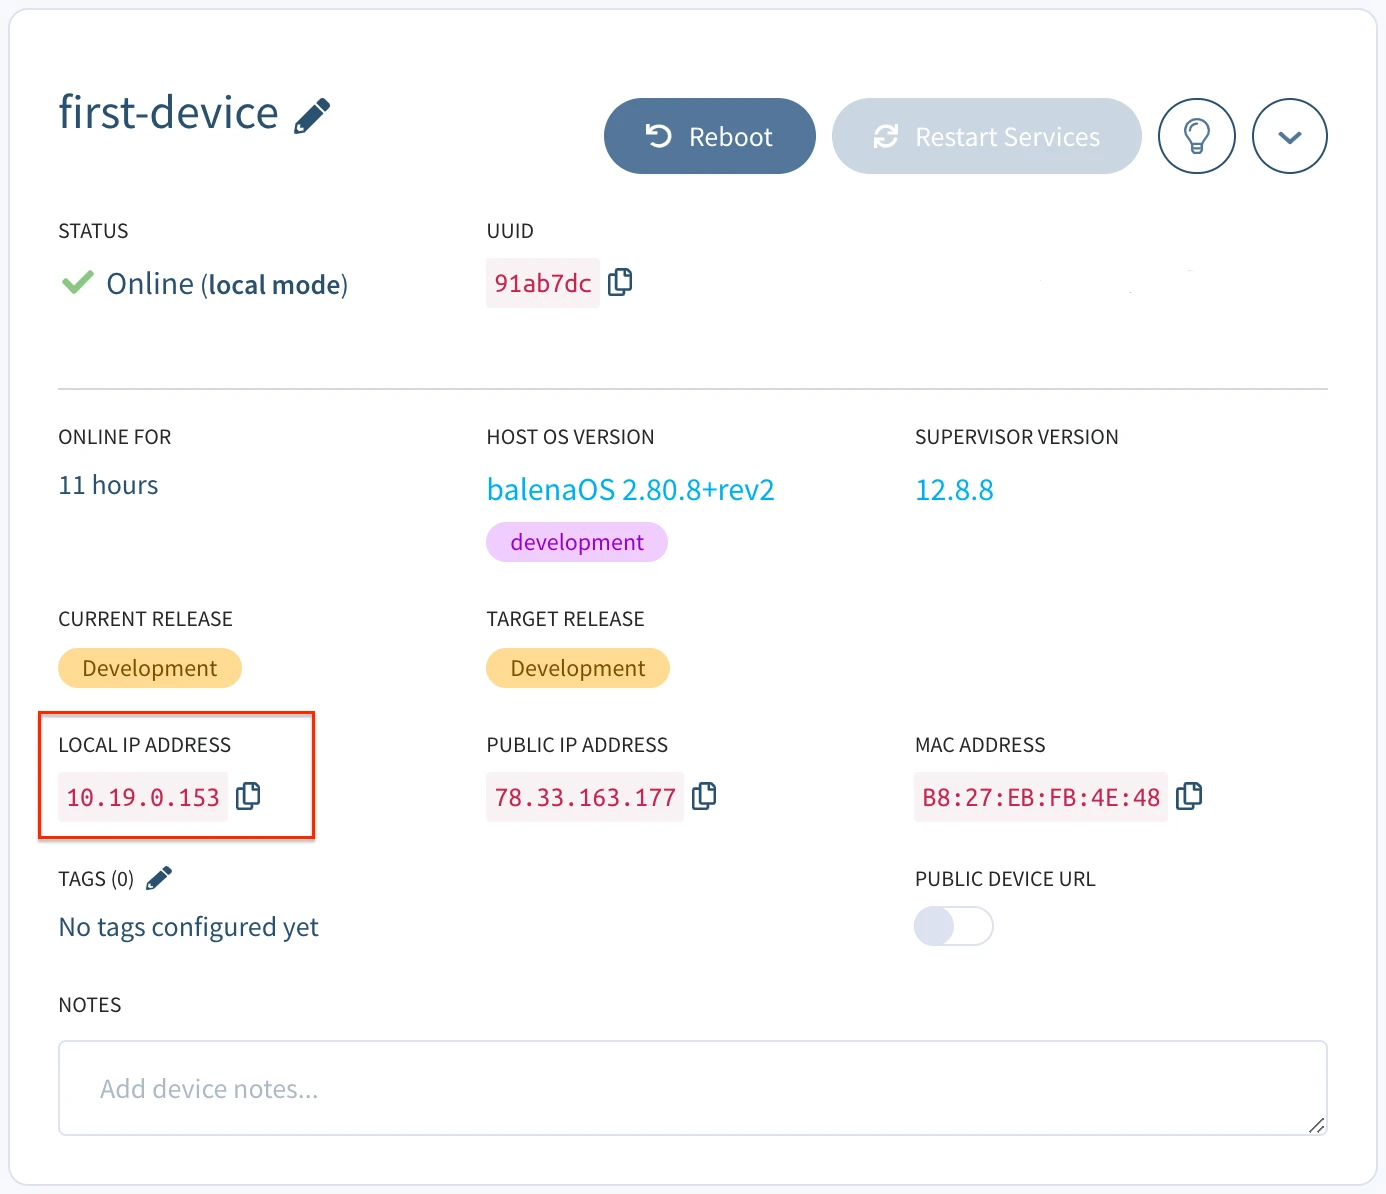 first-device
Reboot
Restart Services
STATUS
UUID
Online (local mode)
91ab7dc
ONLINE FOR
HOST OS VERSION
SUPERVISOR VERSION
11 hours
balenaOS 2.80.8+rev2
12.8.8
development
CURRENT RELEASE
TARGET RELEASE
Development
Development
LOCAL IP ADDRESS
PUBLIC IP ADDRESS
MAC ADDRESS
10.19.0.153
78.33.163.177
B8:27:EB:FB:4E:48
TAGS (0)
PUBLIC DEVICE URL
No tags configured yet
NOTES
Add device notes...